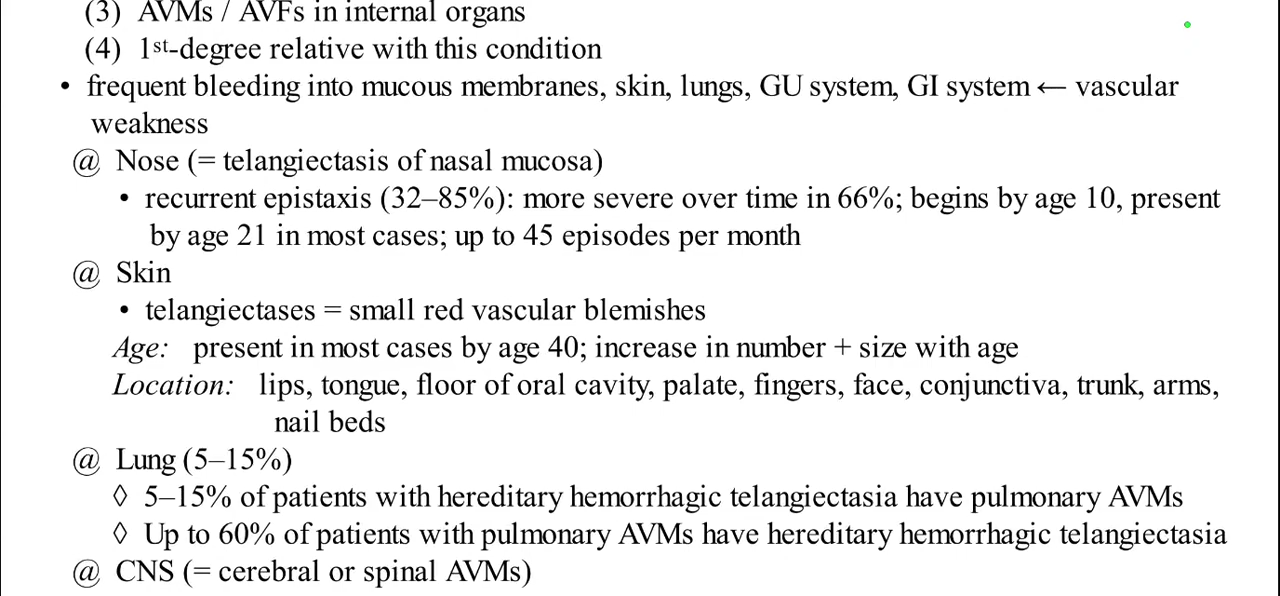 (3) AVMs / AVFs in internal organs
(4) 1st-degree relative with this condition
• frequent bleeding into mucous membranes, skin, lungs, GU system, GI system ← vascular
weakness
@ Nose (= telangiectasis of nasal mucosa)
• recurrent epistaxis (32–85%): more severe over time in 66%; begins by age 10, present
by age 21 in most cases; up to 45 episodes per month
@ Skin
• telangiectases = small red vascular blemishes
Age: present in most cases by age 40; increase in number + size with age
Location: lips, tongue, floor of oral cavity, palate, fingers, face, conjunctiva, trunk, arms,
nail beds
@ Lung (5–15%)
◊ 5–15% of patients with hereditary hemorrhagic telangiectasia have pulmonary AVMs
◊ Up to 60% of patients with pulmonary AVMs have hereditary hemorrhagic telangiectasia
@ CNS (= cerebral or spinal AVMs)